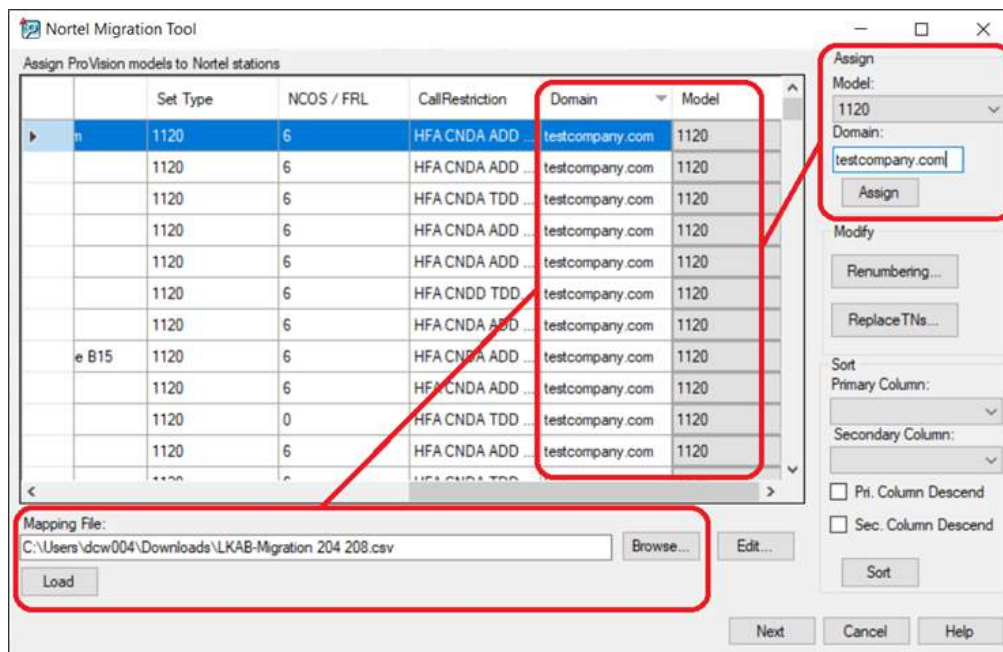 Nortel Migration Tool
Assign ProVision models to Nortel stations
Set Type NCOS / FRL CallRestriction Domain Model
1120 6 HFA CNDA ADD ... testcompany.com 1120
1120 6 HFA CNDA ADD ... testcompany.com 1120
1120 6 HFA CNDA TDD ... testcompany.com 1120
1120 6 HFA CNDA ADD ... testcompany.com 1120
1120 6 HFA CNDA ADD ... testcompany.com 1120
1120 6 HFA CNDD TDD ... testcompany.com 1120
1120 6 HFA CNDA ADD ... testcompany.com 1120
e B15 1120 6 HFA CNDA ADD ... testcompany.com 1120
1120 6 HFA CNDA ADD ... testcompany.com 1120
1120 0 HFA CNDA TDD ... testcompany.com 1120
1120 6 HFA CNDA ADD ... testcompany.com 1120
Mapping File:
C:\Users\dcw004\Downloads\LKAB-Migration 204 208.csv
Browse... Edit...
Load
Assign
Model:
1120
Domain:
testcompany.com
Assign
Modify
Renumbering...
ReplaceTNs...
Sort
Primary Column:
Secondary Column:
Pri. Column Descend
Sec. Column Descend
Sort
Next Cancel Help